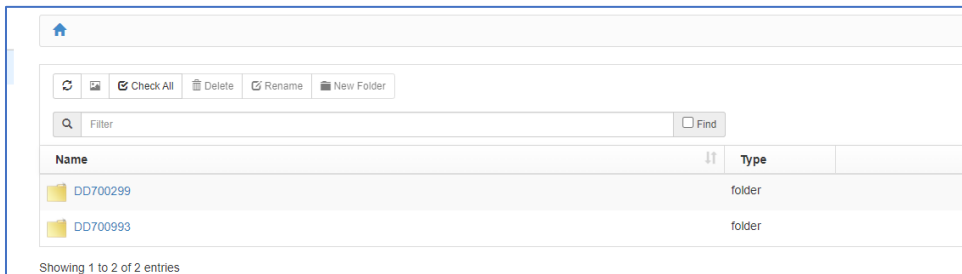 Check All Delete Rename New Folder
Filter Find
Name Type
DD700299 folder
DD700993 folder
Showing 1 to 2 of 2 entries